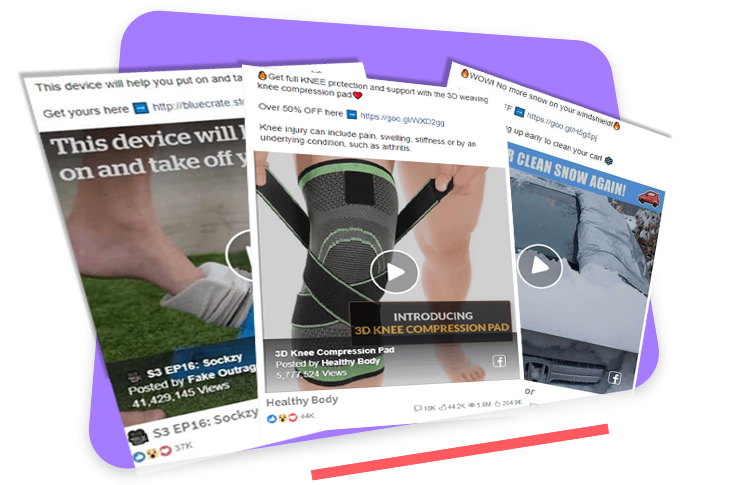 This device will help you put on and ta
Get yours here ➡ http://bluecrate.st
This device will
on and take off y
S3 EP16: Sockzy
Posted by Fake Outrag
41,429,145 Views
S3 EP16: Sockzy
37K
🔥Get full KNEE protection and support with the 3D weaving
knee compression pad❤
Over 50% OFF here ➡ https://goo.gl/WXD2gg
Knee injury can include pain, swelling, stiffness or by an
underlying condition, such as arthritis.
INTRODUCING
3D KNEE COMPRESSION PAD
3D Knee Compression Pad
Posted by Healthy Body
5,777,524 Views
Healthy Body
44K
10K 44.2K 5.6M 204.9K
🔥WOW! No more snow on your windshield!🔥
FF ➡ https://goo.gl/H5g5pj
g up early to clean your car!
R CLEAN SNOW AGAIN!
or